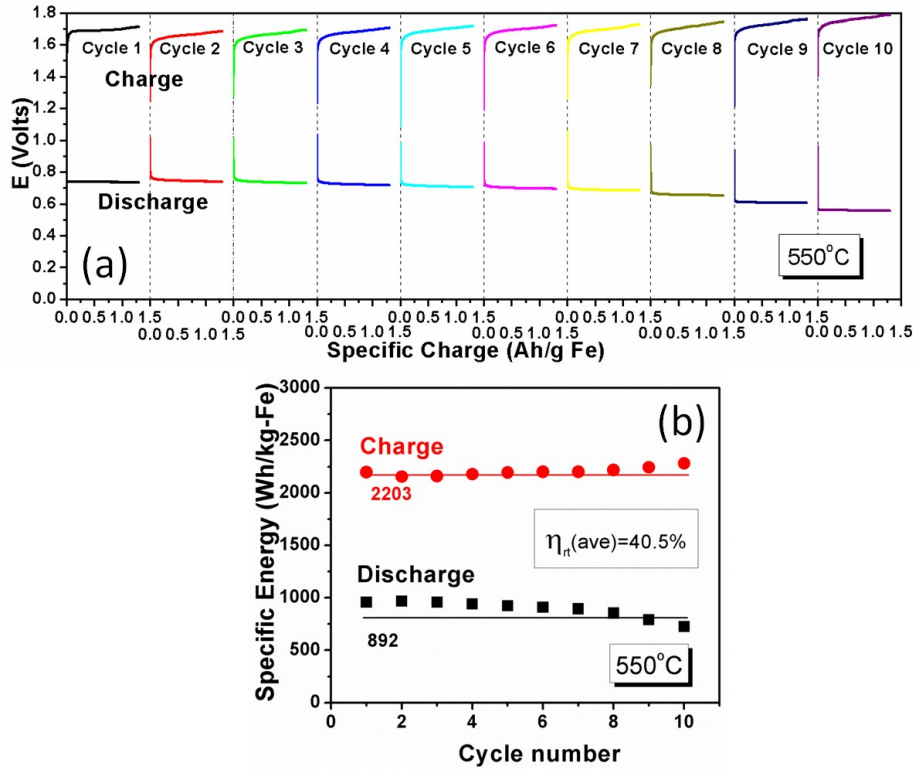 1.8
1.6
1.4
1.2
1.0
0.8
0.6
0.4
0.2
0.0
E (Volts)
Cycle 1 Cycle 2 Cycle 3 Cycle 4 Cycle 5 Cycle 6 Cycle 7 Cycle 8 Cycle 9 Cycle 10
Charge
Discharge
(a)
550°C
0.0 0.5 1.0 1.5 0.0 0.5 1.0 1.5 0.0 0.5 1.0 1.5 0.0 0.5 1.0 1.5 0.0 0.5 1.0 1.5
0.0 0.5 1.0 1.5 0.0 0.5 1.0 1.5 0.0 0.5 1.0 1.5 0.0 0.5 1.0 1.5 0.0 0.5 1.0 1.5
Specific Charge (Ah/g Fe)
3000
2500
2000
1500
1000
500
0
Specific Energy (Wh/kg-Fe)
(b)
Charge
2203
ηrt(ave)=40.5%
Discharge
892
550°C
0 2 4 6 8 10
Cycle number